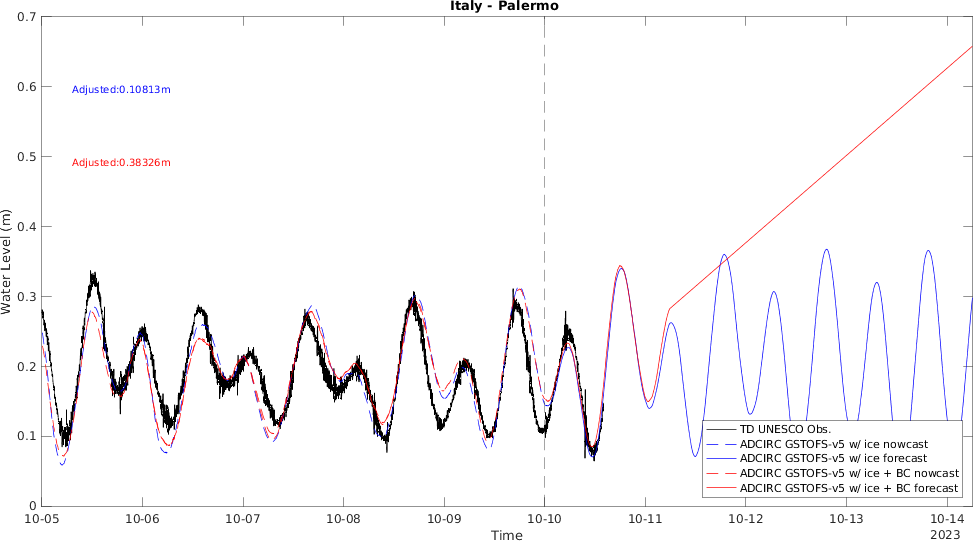 Italy - Palermo
0.7
0.6
0.5
0.4
0.3
0.2
0.1
0
Water Level (m)
Adjusted:0.10813m
Adjusted:0.38326m
TD UNESCO Obs.
ADCIRC GSTOFS-v5 w/ ice nowcast
ADCIRC GSTOFS-v5 w/ ice forecast
ADCIRC GSTOFS-v5 w/ ice + BC nowcast
ADCIRC GSTOFS-v5 w/ ice + BC forecast
10-05 10-06 10-07 10-08 10-09 10-10 10-11 10-12 10-13 10-14
2023
Time